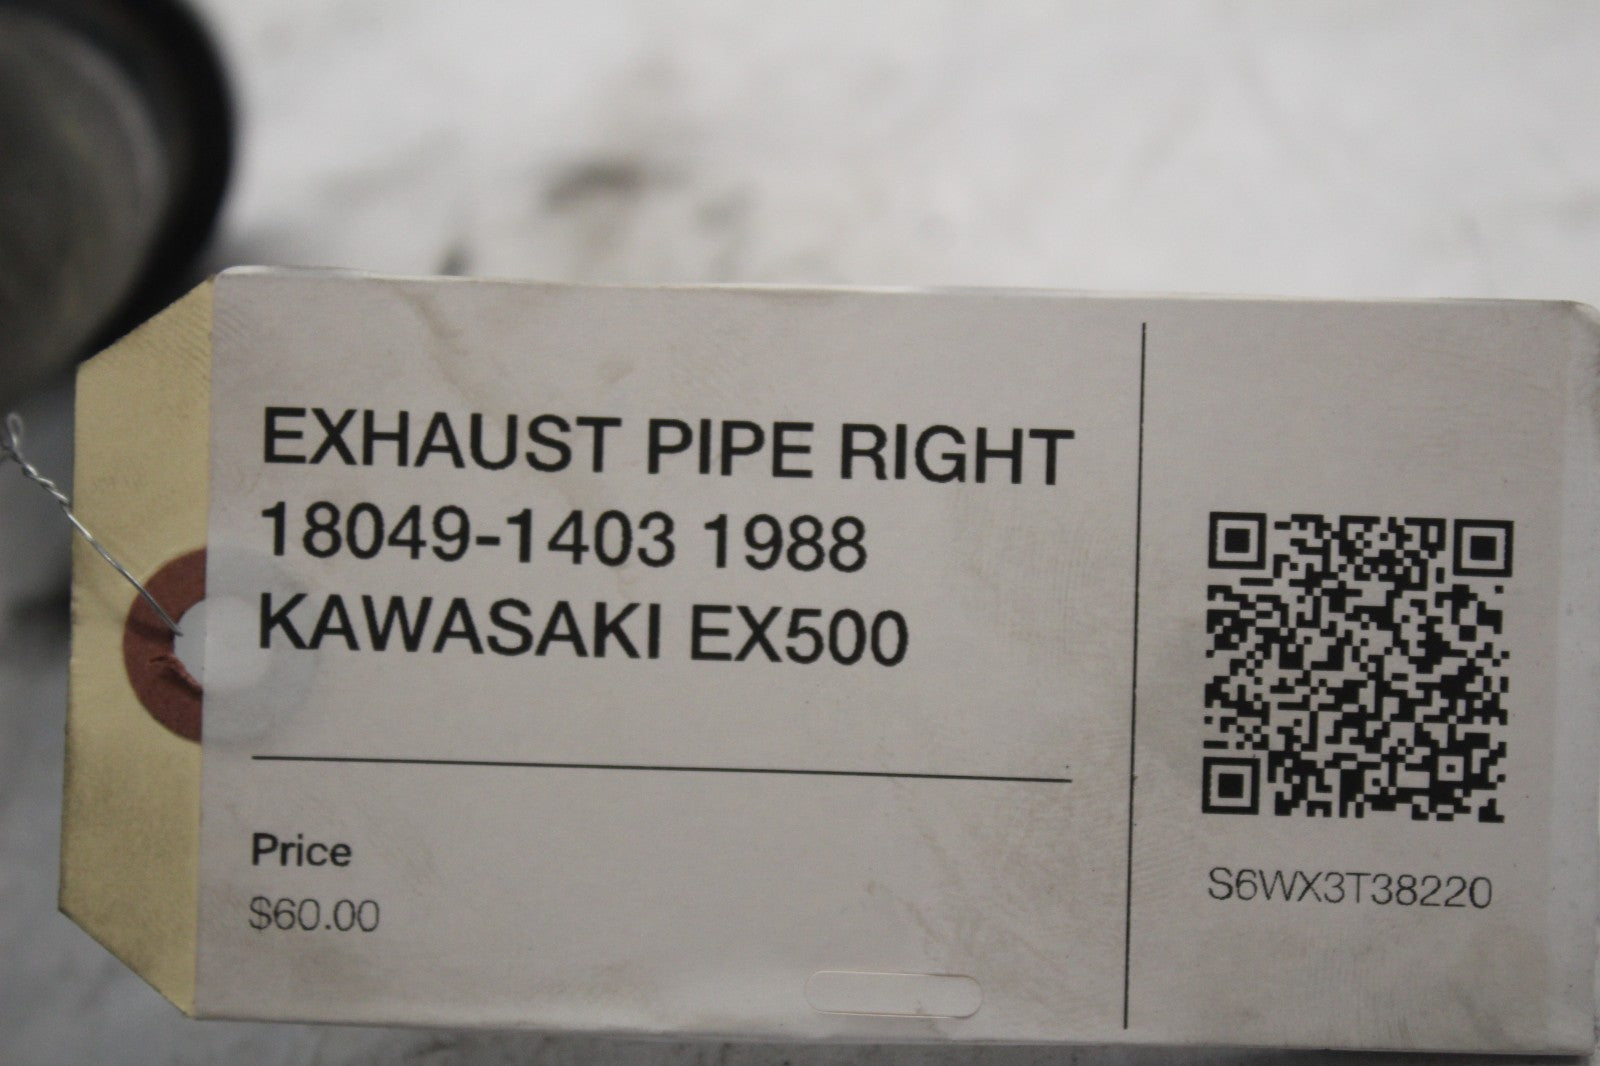 EXHAUST PIPE RIGHT
18049-1403 1988
KAWASAKI EX500
Price
$60.00
S6WX3T38220